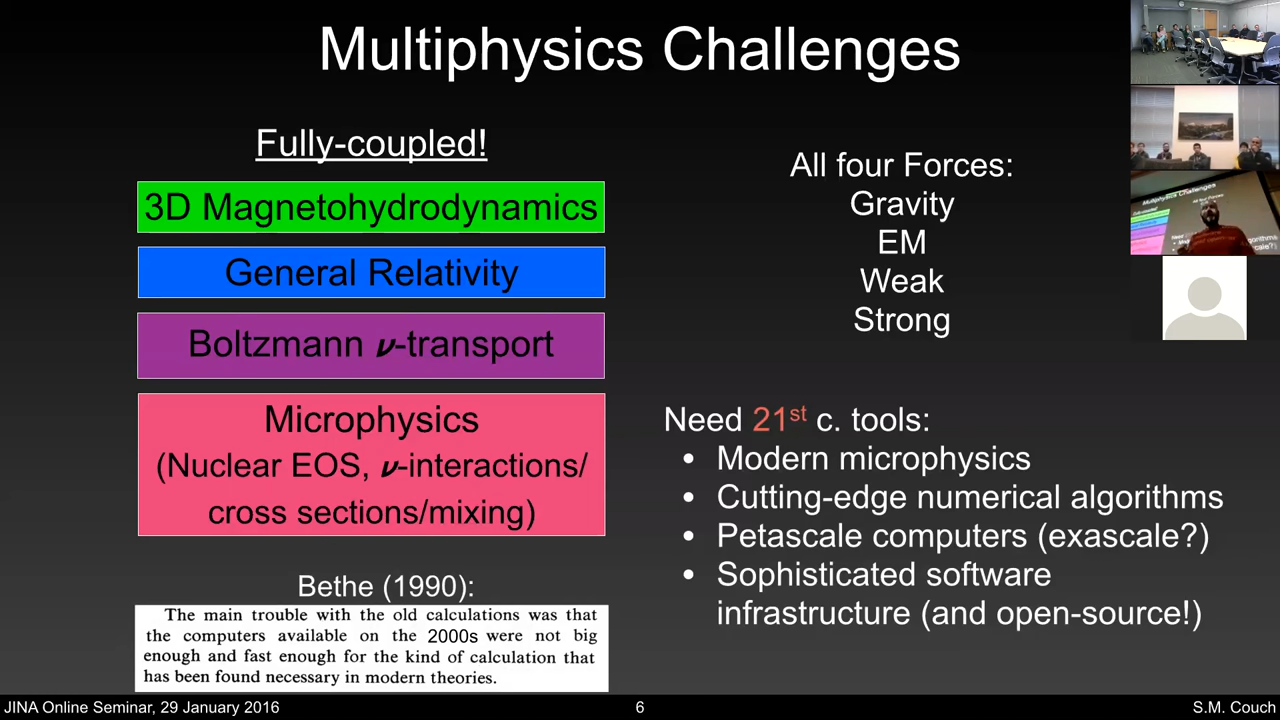 Multiphysics Challenges
Fully-coupled!
3D Magnetohydrodynamics
General Relativity
Boltzmann ν-transport
Microphysics
(Nuclear EOS, ν-interactions/
cross sections/mixing)
Bethe (1990):
The main trouble with the old calculations was that
the computers available on the 2000s were not big
enough and fast enough for the kind of calculation that
has been found necessary in modern theories.
All four Forces:
Gravity
EM
Weak
Strong
Need 21st c. tools:
• Modern microphysics
• Cutting-edge numerical algorithms
• Petascale computers (exascale?)
• Sophisticated software
infrastructure (and open-source!)
Multiphysics Challenges
JINA Online Seminar, 29 January 2016
6
S.M. Couch